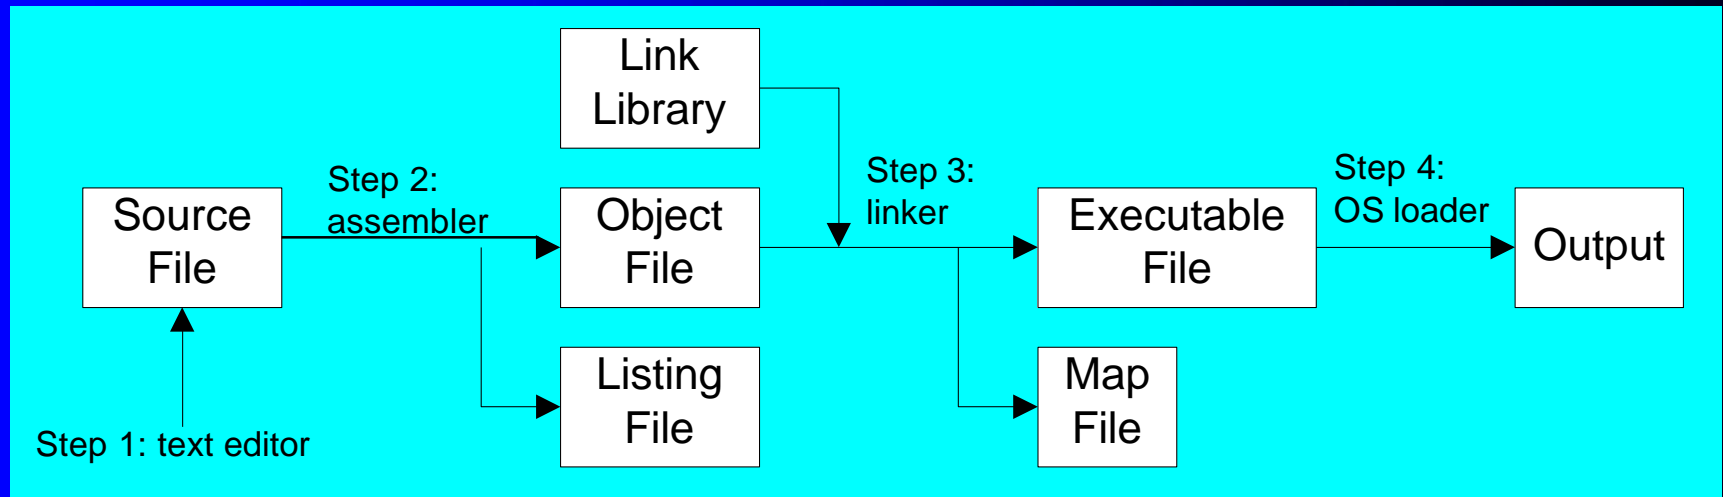 Link
Library
Step 2:
assembler
Step 3:
linker
Step 4:
OS loader
Source
File
Object
File
Executable
File
Output
Listing
File
Map
File
Step 1: text editor